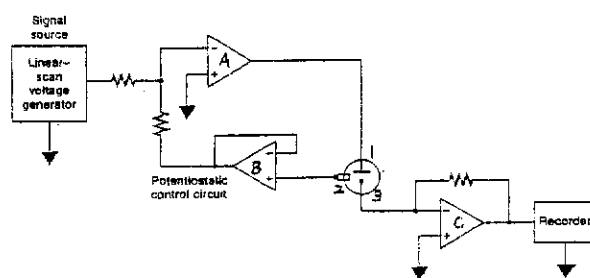 Signal
source
Linear-
scan
voltage
generator
A
B
Potentiostatic
control circuit
1
2
3
C
Recorder